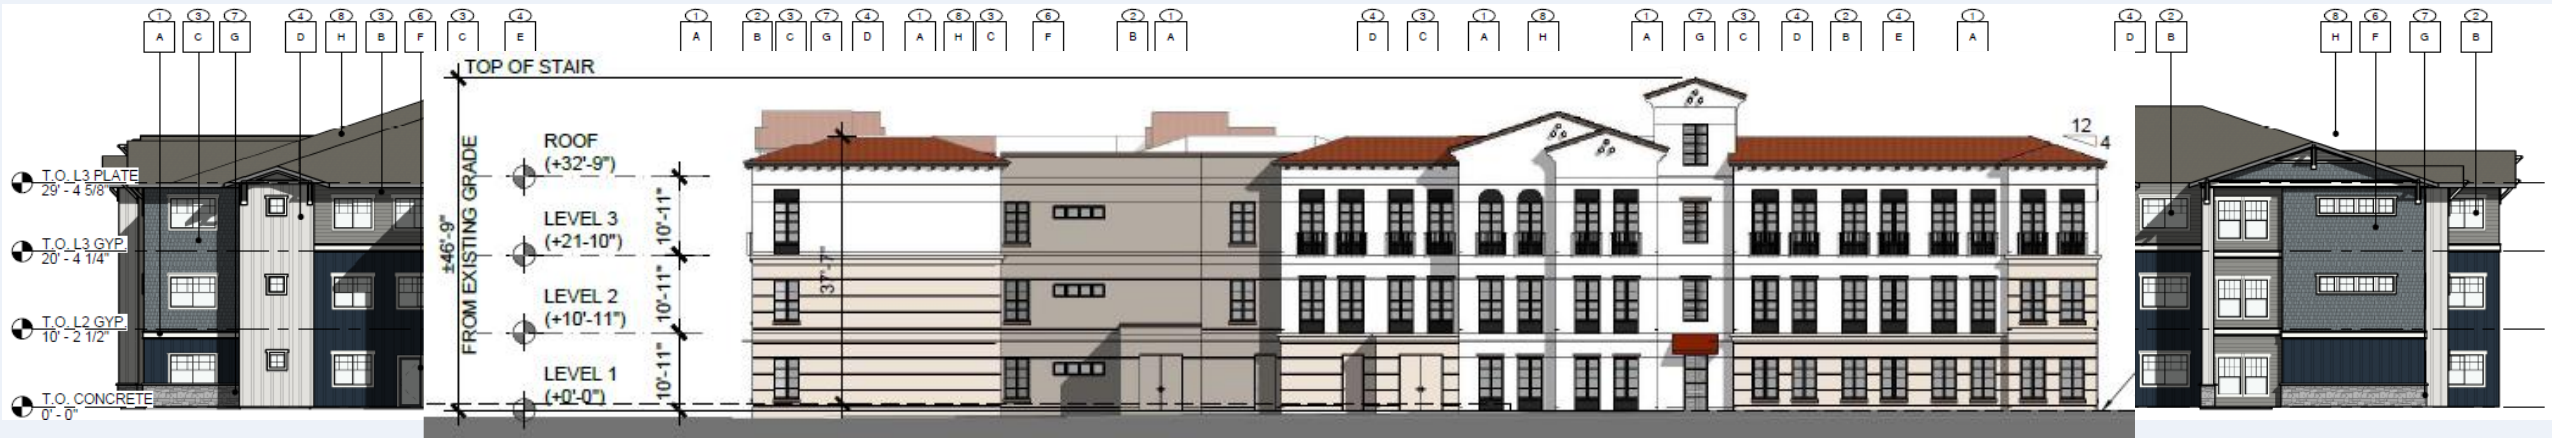 1 3 7 4 8 3 6 3 4 1 2 3 7 4 1 8 3 6 2 1 4 3 1 8 1 7 3 4 2 4 1 4 2 8 6 7 2
A C G D H B F C E A B C G D A H C F B A D C A H A G C D B E A D B H F G B
TOP OF STAIR
±46'-9"
FROM EXISTING GRADE
T.O. L3 PLATE
29' - 4 5/8"
T.O. L3 GYP.
20' - 4 1/4"
T.O. L2 GYP.
10' - 2 1/2"
T.O. CONCRETE
0' - 0"
ROOF
(+32'-9")
LEVEL 3
(+21-10")
LEVEL 2
(+10'-11")
LEVEL 1
(+0'-0")
10'-11"
10'-11"
10'-11"
37'-7"
12
4